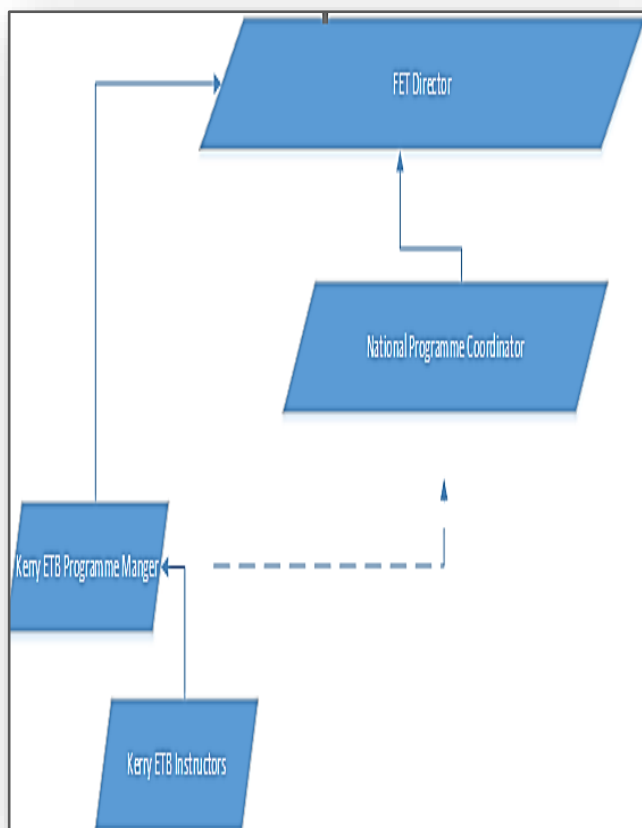 FET Director
National Programme Coordinator
Kerry ETB Programme Manger
Kerry ETB Instructors